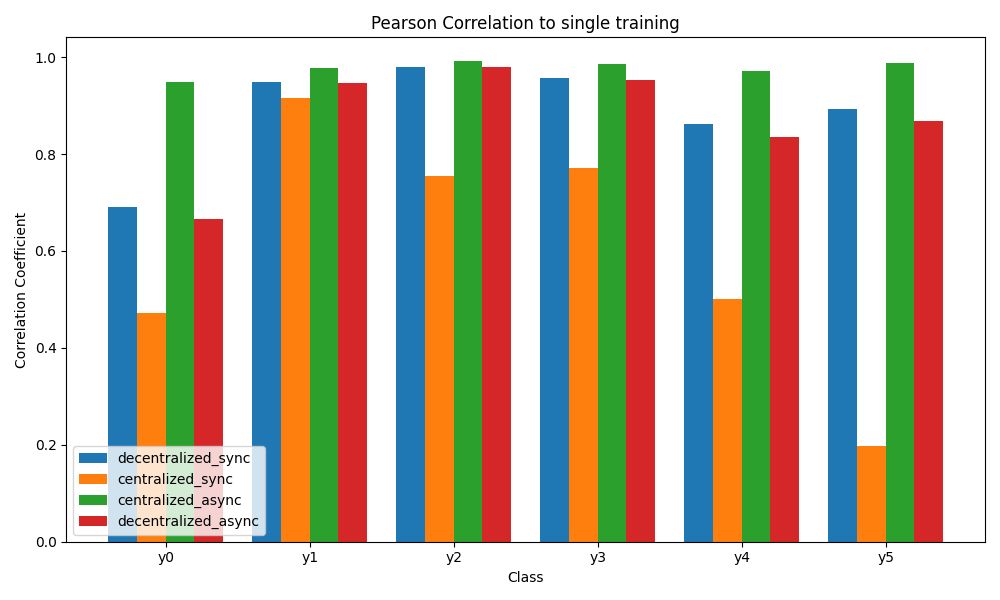 Pearson Correlation to single training
Correlation Coefficient
1.0
0.8
0.6
0.4
0.2
0.0
decentralized_sync
centralized_sync
centralized_async
decentralized_async
y0 y1 y2 y3 y4 y5
Class